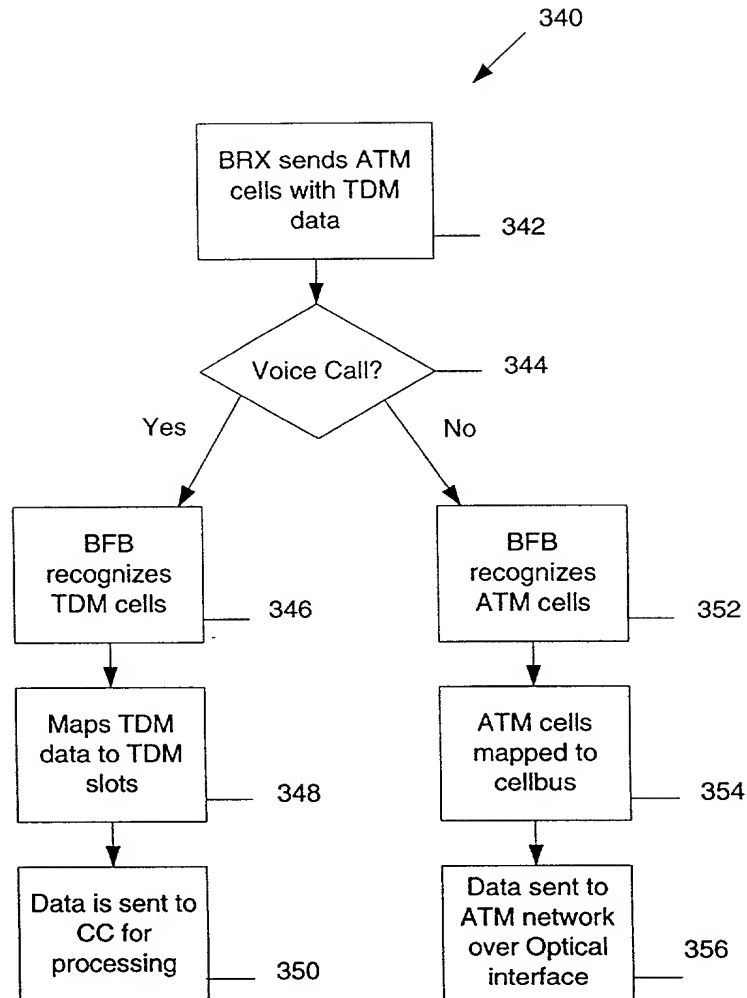 340
BRX sends ATM
cells with TDM
data
342
Voice Call?
344
Yes
No
BFB
recognizes
TDM cells
346
BFB
recognizes
ATM cells
352
Maps TDM
data to TDM
slots
348
ATM cells
mapped to
cellbus
354
Data is sent to
CC for
processing
350
Data sent to
ATM network
over Optical
interface
356